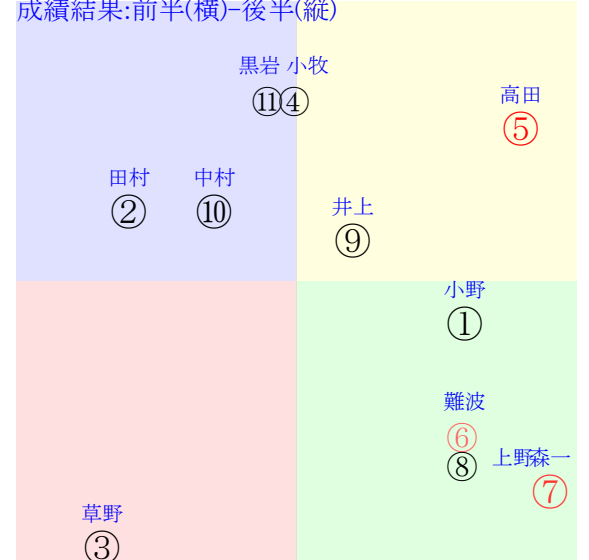 成績結果:前半(横)-後半(縦)
黒岩 小牧
⑪④
高田
⑤
田村 中村
② ⑩
井上
⑨
小野
①
難波
⑥
⑧
上野森一
⑦
草野
③